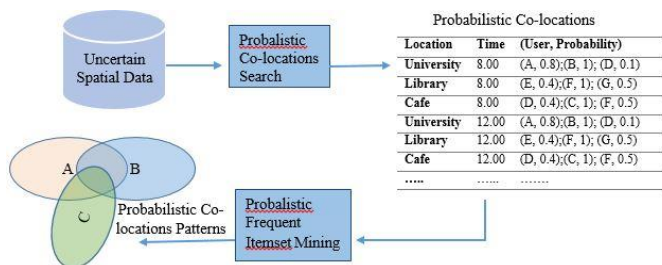 Probabilistic Co-locations
Uncertain
Spatial Data
Probalistic
Co-locations
Search
Location Time (User, Probability)
University 8.00 (A, 0.8);(B, 1); (D, 0.1)
Library 8.00 (E, 0.4);(F, 1); (G, 0.5)
Cafe 8.00 (D, 0.4);(C, 1); (F, 0.5)
University 12.00 (A, 0.8);(B, 1); (D, 0.1)
Library 12.00 (E, 0.4);(F, 1); (G, 0.5)
Cafe 12.00 (D, 0.4);(C, 1); (F, 0.5)
..... ...... .......
A B
C
Probabilistic Co-
locations Patterns
Probalistic
Frequent
Itemset Mining